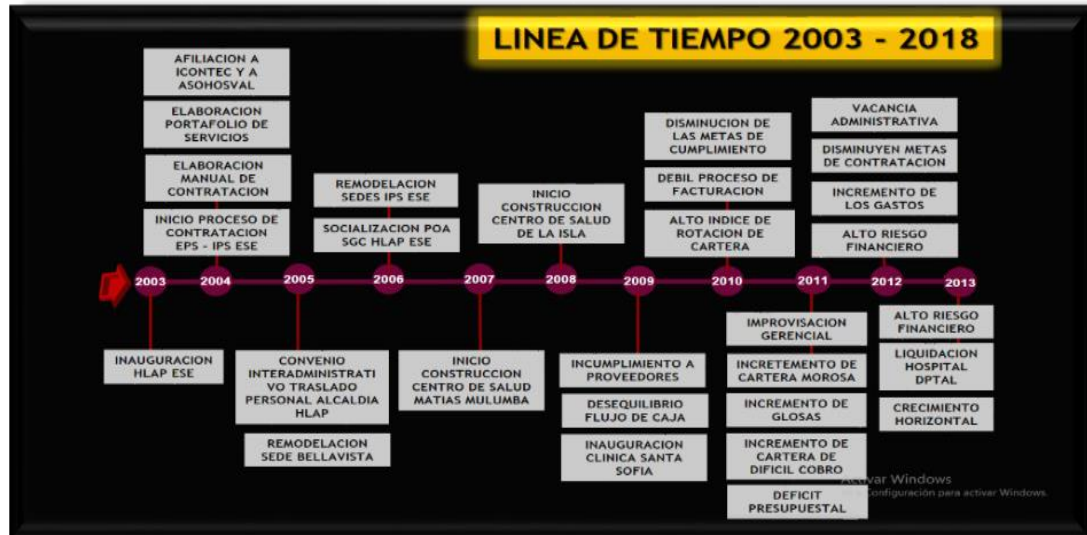 LINEA DE TIEMPO 2003 - 2018
AFILIACION A
ICONTEC Y A
ASOHOSVAL
ELABORACION
PORTAFOLIO DE
SERVICIOS
ELABORACION
MANUAL DE
CONTRATACION
INICIO PROCESO DE
CONTRATACION
EPS - IPS ESE
REMODELACION
SEDES IPS ESE
SOCIALIZACION POA
SGC HLAP ESE
INICIO
CONSTRUCCION
CENTRO DE SALUD
DE LA ISLA
DISMINUCION DE
LAS METAS DE
CUMPLIMIENTO
DEBIL PROCESO DE
FACTURACION
ALTO INDICE DE
ROTACION DE
CARTERA
VACANCIA
ADMINISTRATIVA
DISMINUYEN METAS
DE CONTRATACION
INCREMENTO DE
LOS GASTOS
ALTO RIESGO
FINANCIERO
2003 2004 2005 2006 2007 2008 2009 2010 2011 2012 2013
INAUGURACION
HLAP ESE
CONVENIO
INTERADMINISTRATI
VO TRASLADO
PERSONAL ALCALDIA
HLAP
REMODELACION
SEDE BELLAVISTA
INICIO
CONSTRUCCION
CENTRO DE SALUD
MATIAS MULUMBA
INCUMPLIMIENTO A
PROVEEDORES
DESEQUILIBRIO
FLUJO DE CAJA
INAUGURACION
CLINICA SANTA
SOFIA
IMPROVISACION
GERENCIAL
INCRETEMENTO DE
CARTERA MOROSA
INCREMENTO DE
GLOSAS
INCREMENTO DE
CARTERA DE
DIFICIL COBRO
DEFICIT
PRESUPUESTAL
ALTO RIESGO
FINANCIERO
LIQUIDACION
HOSPITAL
DPTAL
CRECIMIENTO
HORIZONTAL
Activar Windows
Configuración para activar Windows.